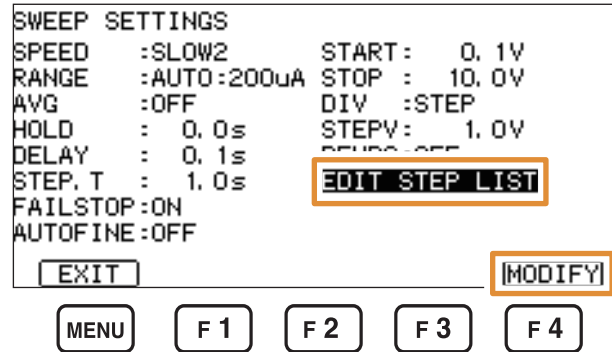 SWEEP SETTINGS
SPEED :SLOW2 START: 0.1V
RANGE :AUTO:200uA STOP : 10.0V
AVG :OFF DIV :STEP
HOLD : 0.0s STEPV: 1.0V
DELAY : 0.1s
STEP.T : 1.0s EDIT STEP LIST
FAILSTOP:ON
AUTOFINE:OFF
EXIT MODIFY
MENU F1 F2 F3 F4